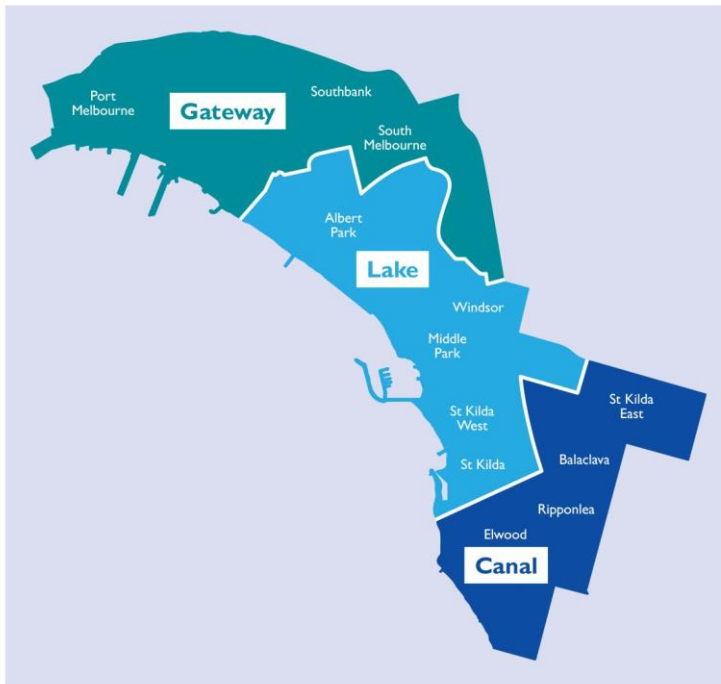 Port
Melbourne
Gateway
Southbank
South
Melbourne
Albert
Park
Lake
Windsor
Middle
Park
St Kilda
West
St Kilda
St Kilda
East
Balaclava
Ripponlea
Elwood
Canal